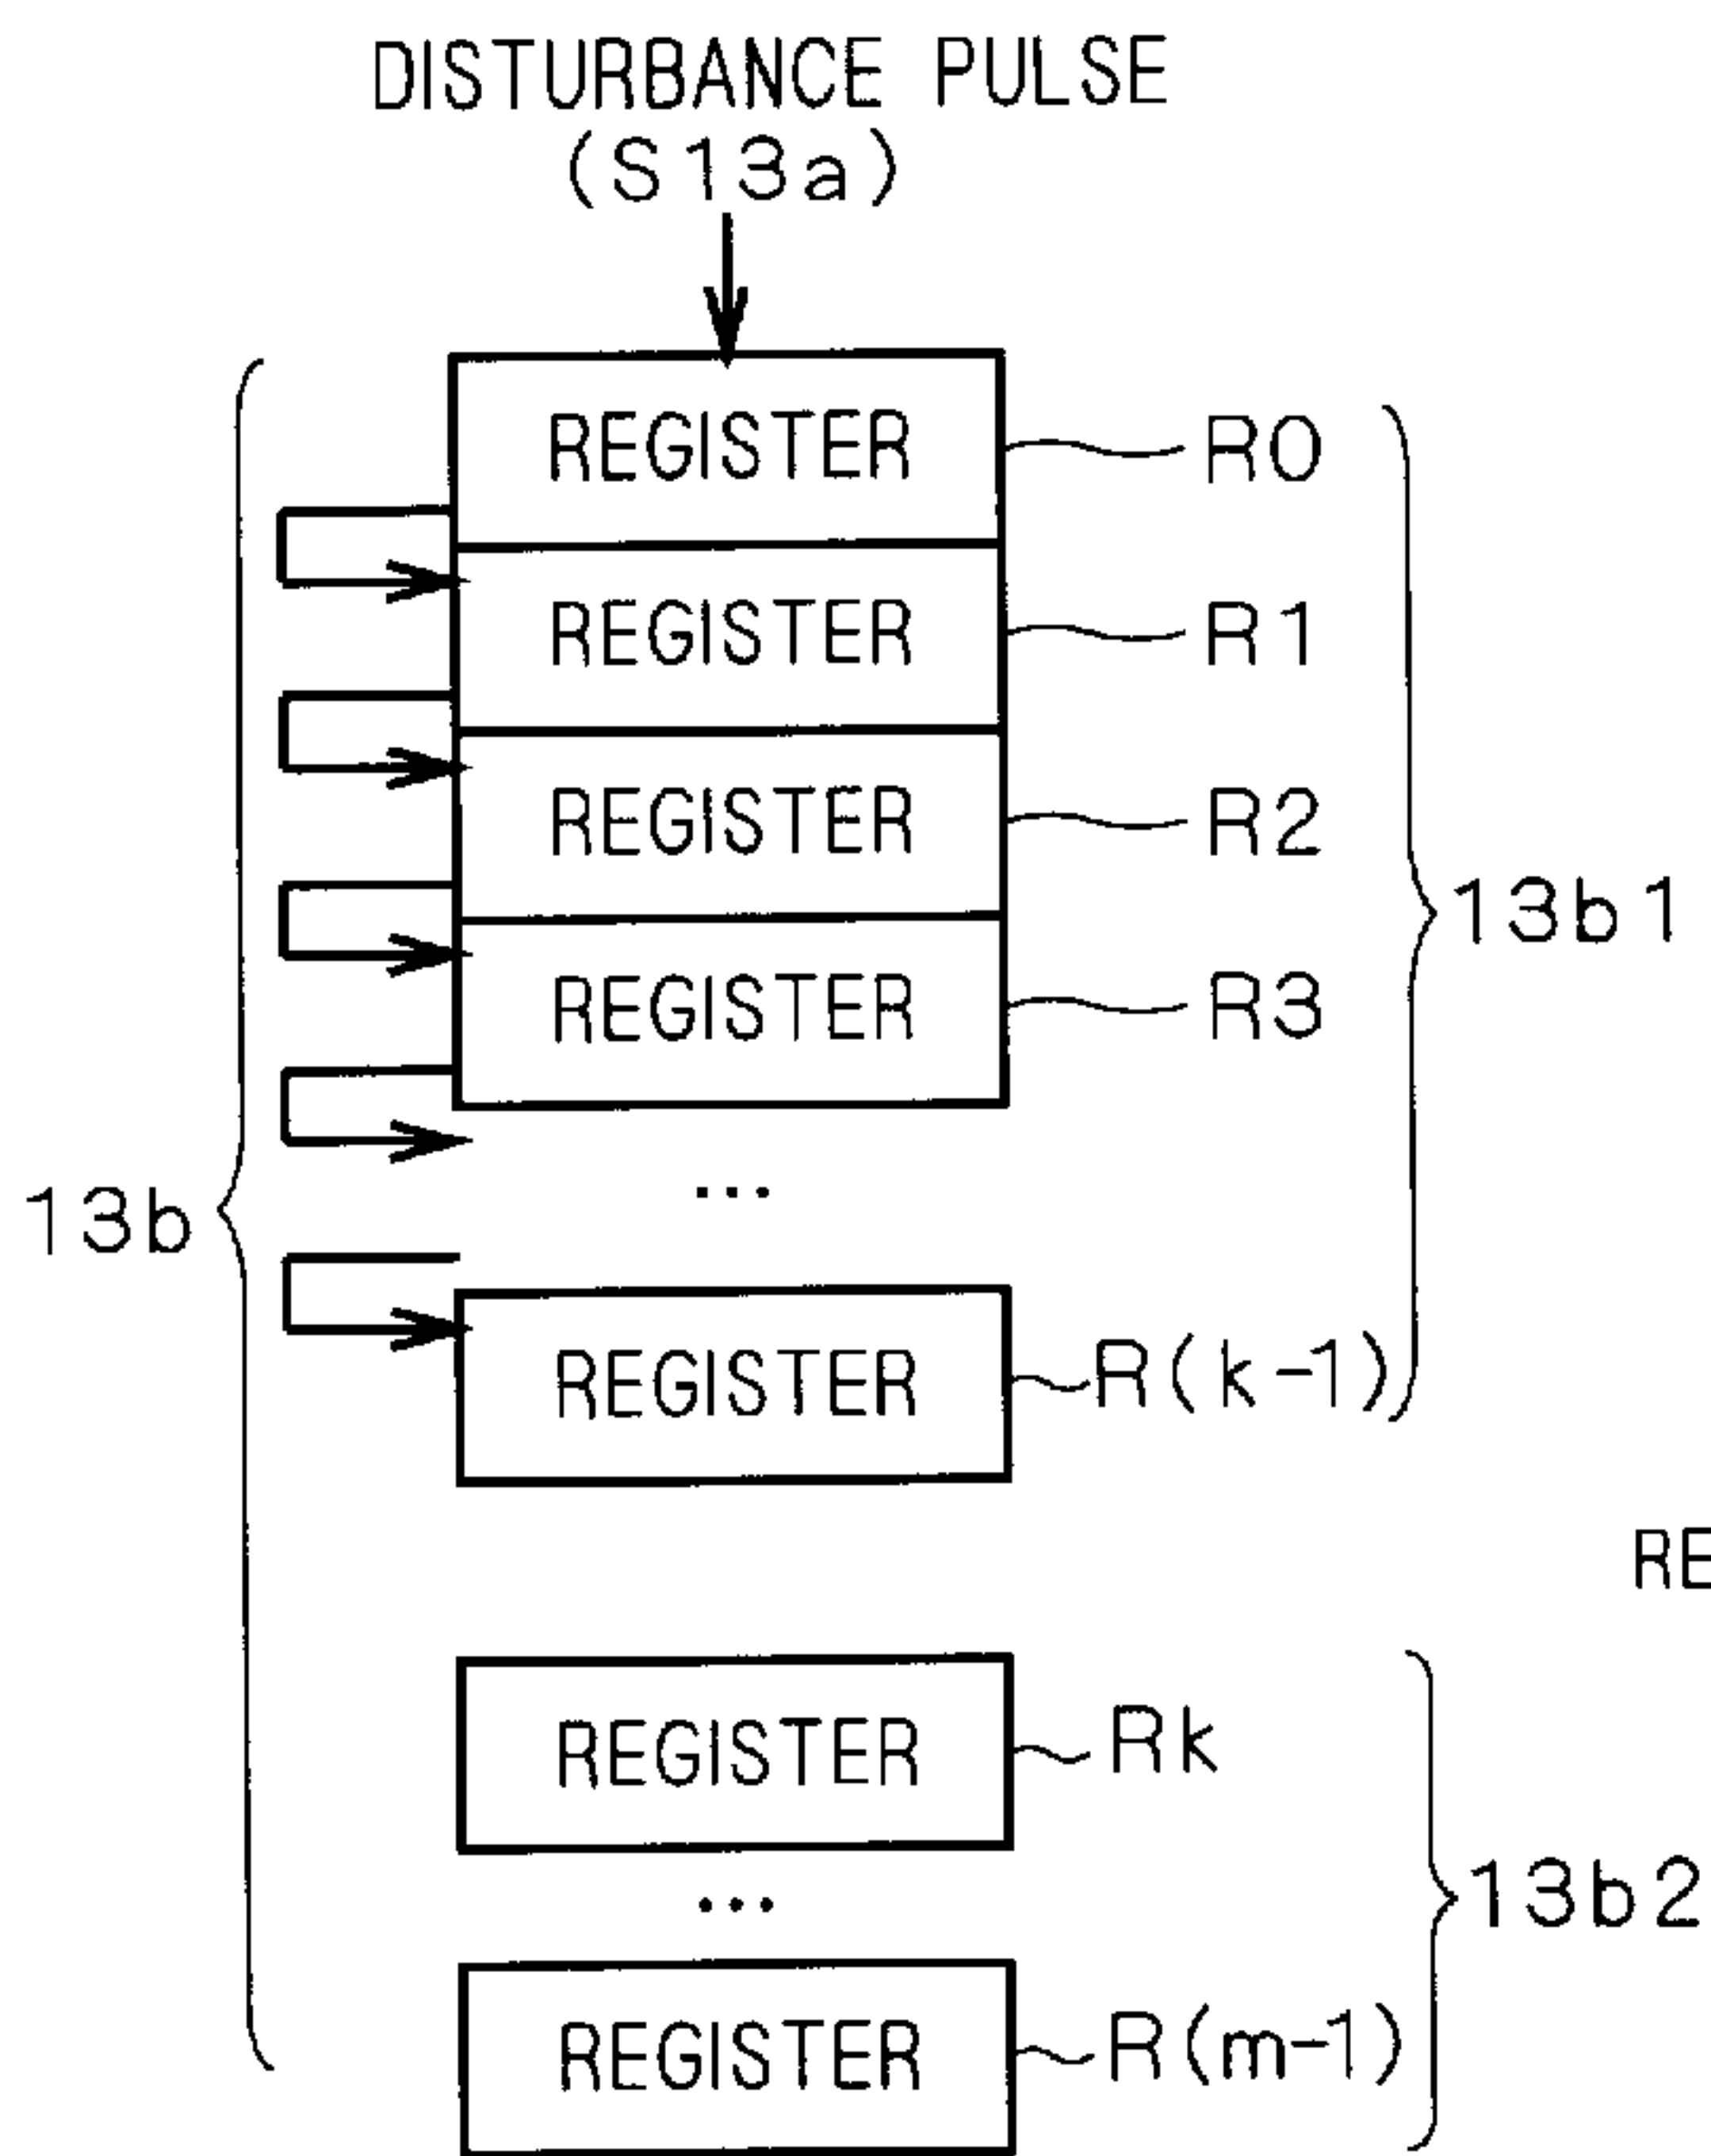 DISTURBANCE PULSE
(S13a)
REGISTER R0
REGISTER R1
REGISTER R2
13b1
REGISTER R3
...
13b
REGISTER R(k-1)
RE
REGISTER Rk
...
13b2
REGISTER R(m-1)